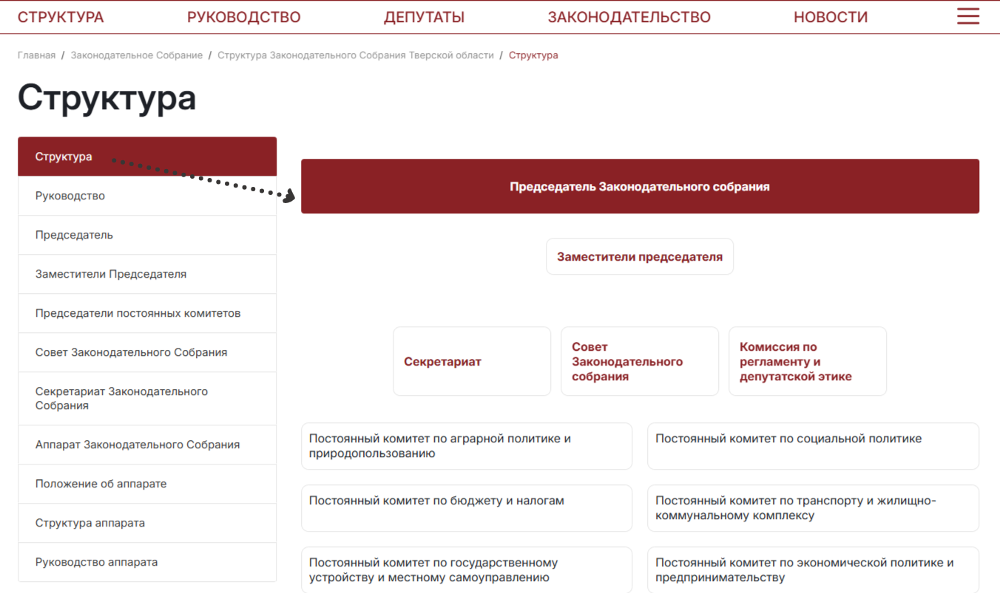 СТРУКТУРА РУКОВОДСТВО ДЕПУТАТЫ ЗАКОНОДАТЕЛЬСТВО НОВОСТИ
Главная / Законодательное Собрание / Структура Законодательного Собрания Тверской области / Структура
Структура
Структура
Руководство
Председатель
Заместители Председателя
Председатели постоянных комитетов
Совет Законодательного Собрания
Секретариат Законодательного
Собрания
Аппарат Законодательного Собрания
Положение об аппарате
Структура аппарата
Руководство аппарата
Председатель Законодательного собрания
Заместители председателя
Секретариат
Совет
Законодательного
собрания
Комиссия по
регламенту и
депутатской этике
Постоянный комитет по аграрной политике и
природопользованию
Постоянный комитет по социальной политике
Постоянный комитет по бюджету и налогам
Постоянный комитет по транспорту и жилищно-
коммунальному комплексу
Постоянный комитет по государственному
устройству и местному самоуправлению
Постоянный комитет по экономической политике и
предпринимательству